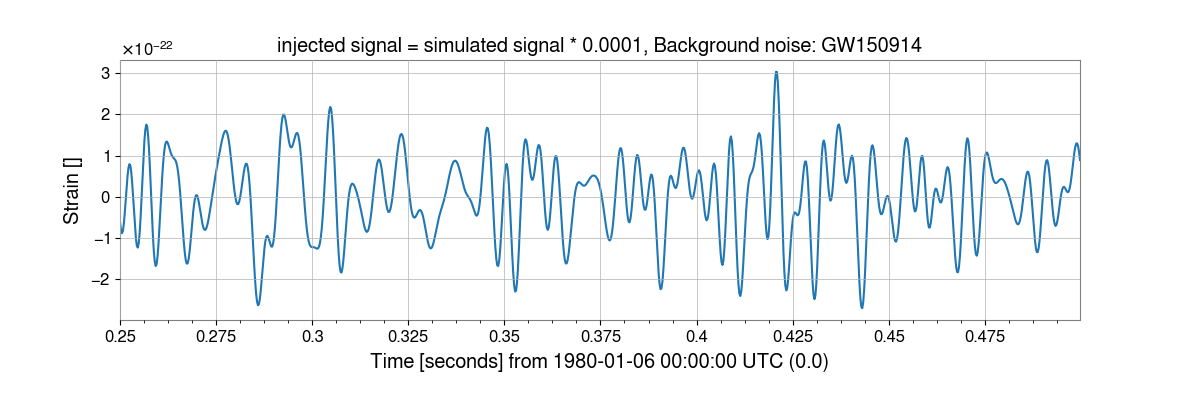 ×10⁻²²
injected signal = simulated signal * 0.0001, Background noise: GW150914
Strain []
3
2
1
0
−1
−2
0.25 0.275 0.3 0.325 0.35 0.375 0.4 0.425 0.45 0.475
Time [seconds] from 1980-01-06 00:00:00 UTC (0.0)